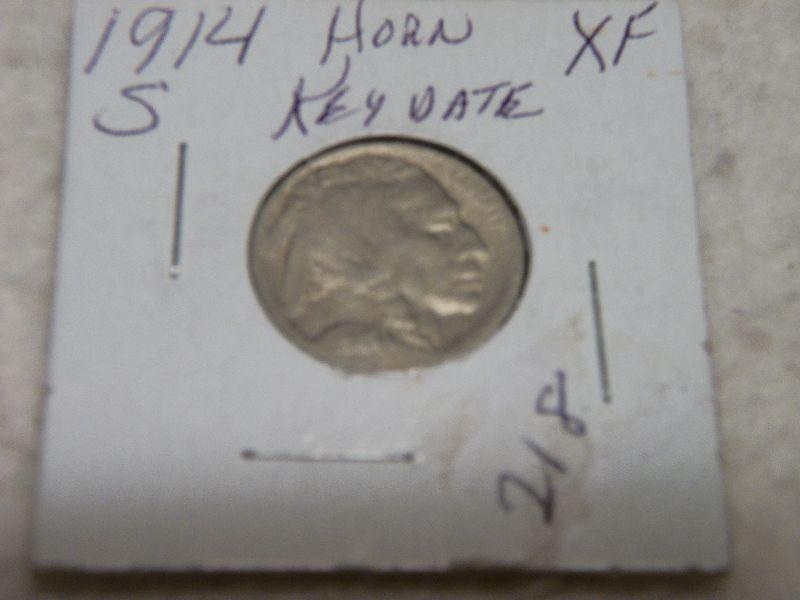 1914 HORN XF
S KEY DATE
218